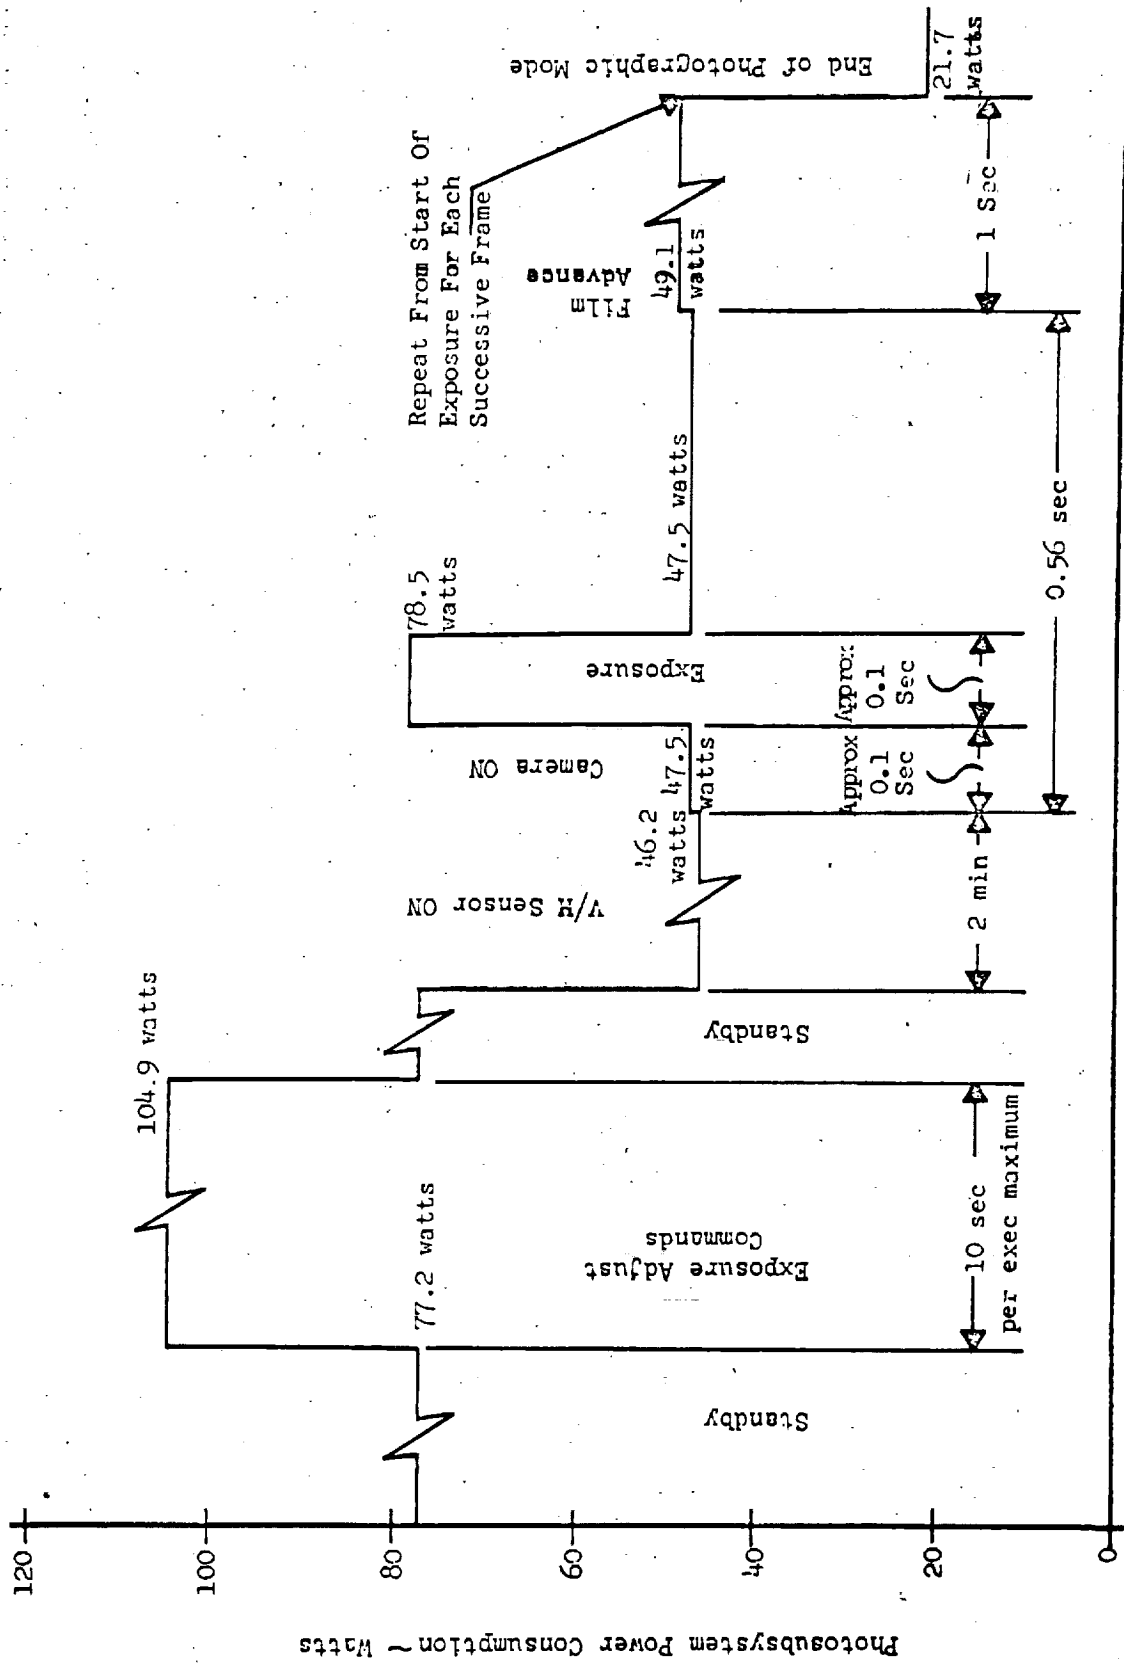 Photosubsystem Power Consumption ~ Watts
120
100
80
60
40
20
0
Standby
77.2 watts
Exposure Adjust
Commands
10 sec
per exec maximum
104.9 watts
Standby
V/H Sensor ON
2 min
46.2
watts
Camera ON
47.5
watts
Approx
0.1
Sec
Exposure
78.5
watts
Approx
0.1
Sec
47.5 watts
0.56 sec
Repeat From Start Of
Exposure For Each
Successive Frame
Film
Advance
49.1
watts
1 Sec
End of Photographic Mode
21.7
watts